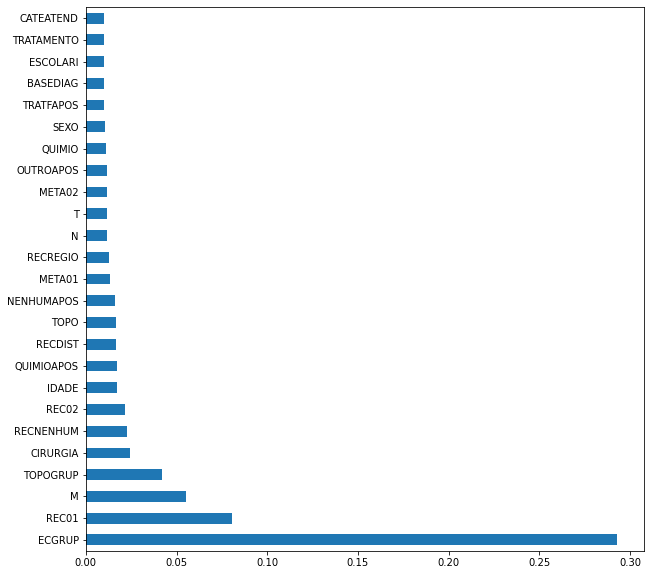 CATEATEND
TRATAMENTO
ESCOLARI
BASEDIAG
TRATFAPOS
SEXO
QUIMIO
OUTROAPOS
META02
T
N
RECREGIO
META01
NENHUMAPOS
TOPO
RECDIST
QUIMIOAPOS
IDADE
REC02
RECNENHUM
CIRURGIA
TOPOGRUP
M
REC01
ECGRUP
0.00 0.05 0.10 0.15 0.20 0.25 0.30